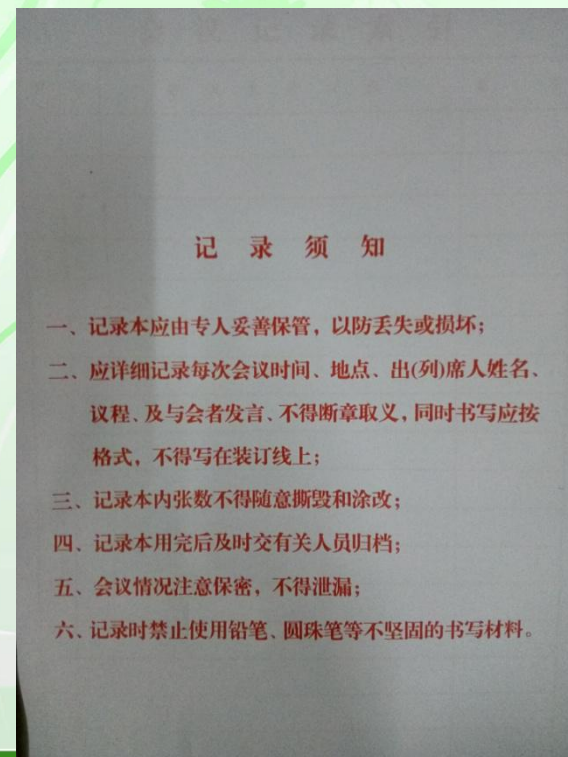 记录须知
一、记录本应由专人妥善保管，以防丢失或损坏；
二、应详细记录每次会议时间、地点、出(列)席人姓名、
议程、及与会者发言、不得断章取义，同时书写应按
格式，不得写在装订线上；
三、记录本内张数不得随意撕毁和涂改；
四、记录本用完后及时交有关人员归档；
五、会议情况注意保密，不得泄漏；
六、记录时禁止使用铅笔、圆珠笔等不坚固的书写材料。